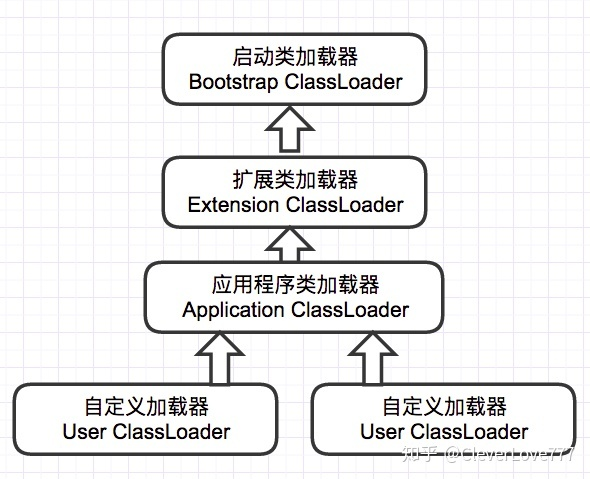 启动类加载器
Bootstrap ClassLoader
扩展类加载器
Extension ClassLoader
应用程序类加载器
Application ClassLoader
自定义加载器
User ClassLoader
自定义加载器
User ClassLoader
知乎 @CleverLove777